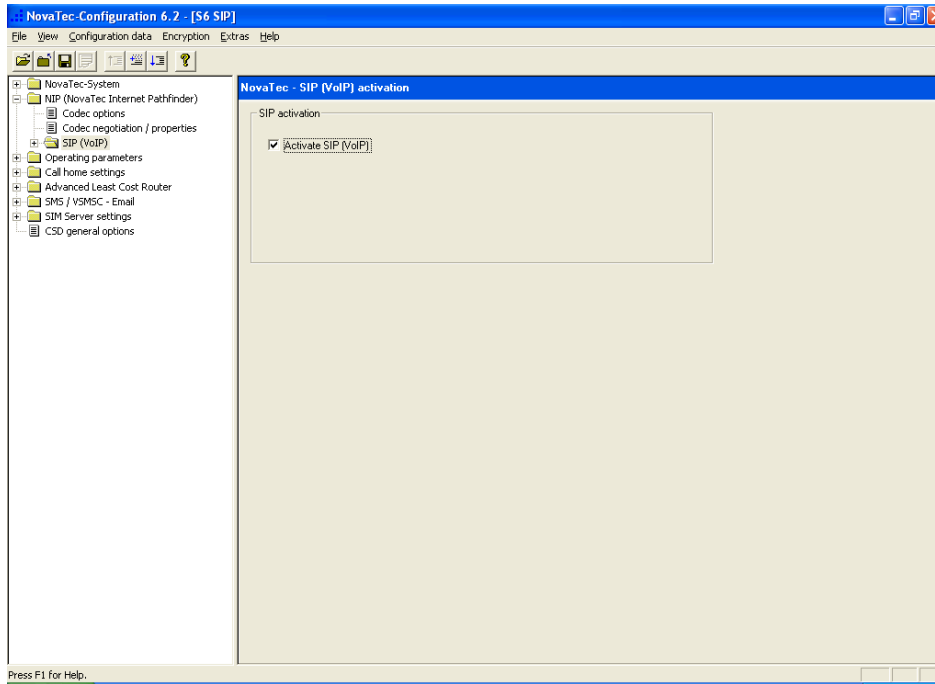 NovaTec-Configuration 6.2 - [S6 SIP]
File View Configuration data Encryption Extras Help
NovaTec-System
NIP (NovaTec Internet Pathfinder)
Codec options
Codec negotiation / properties
SIP (VoIP)
Operating parameters
Call home settings
Advanced Least Cost Router
SMS / VSMSC - Email
SIM Server settings
CSD general options
NovaTec - SIP (VoIP) activation
SIP activation
Activate SIP (VoIP)
Press F1 for Help.